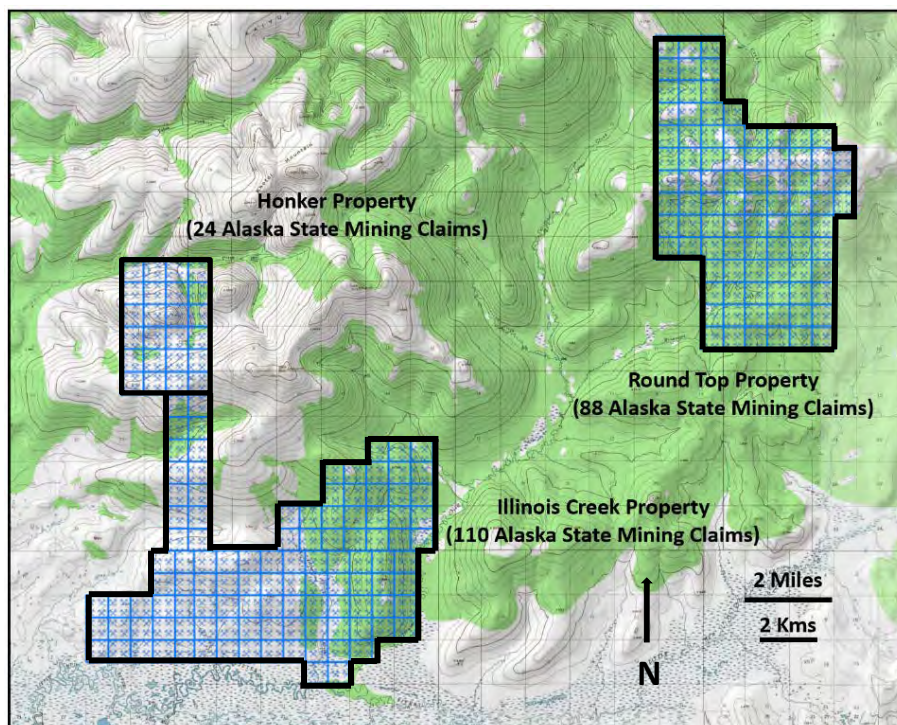 Honker Property
(24 Alaska State Mining Claims)
Round Top Property
(88 Alaska State Mining Claims)
Illinois Creek Property
(110 Alaska State Mining Claims)
2 Miles
2 Kms
N